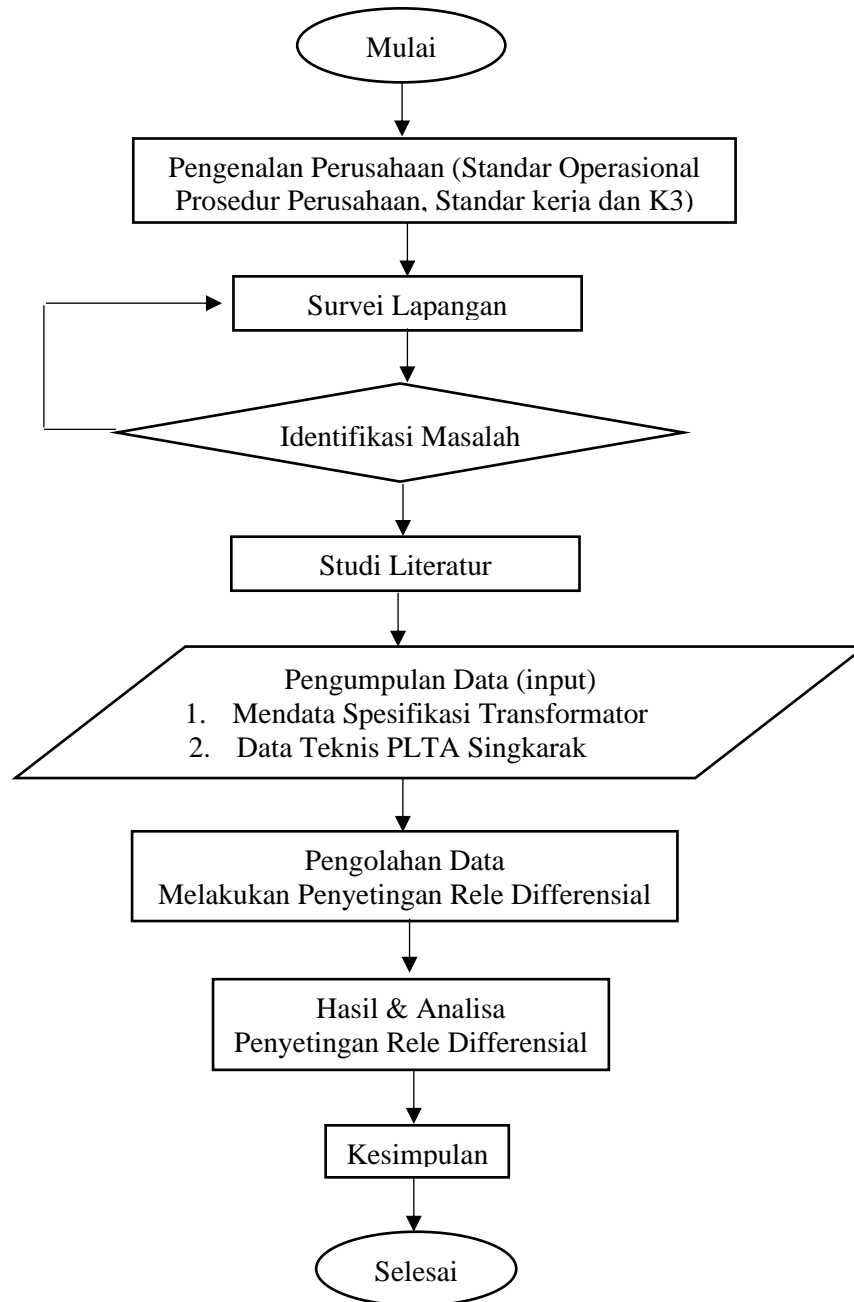 Mulai
Pengenalan Perusahaan (Standar Operasional
Prosedur Perusahaan, Standar kerja dan K3)
Survei Lapangan
Identifikasi Masalah
Studi Literatur
Pengumpulan Data (input)
1. Mendata Spesifikasi Transformator
2. Data Teknis PLTA Singkarak
Pengolahan Data
Melakukan Penyetingan Rele Differensial
Hasil & Analisa
Penyetingan Rele Differensial
Kesimpulan
Selesai